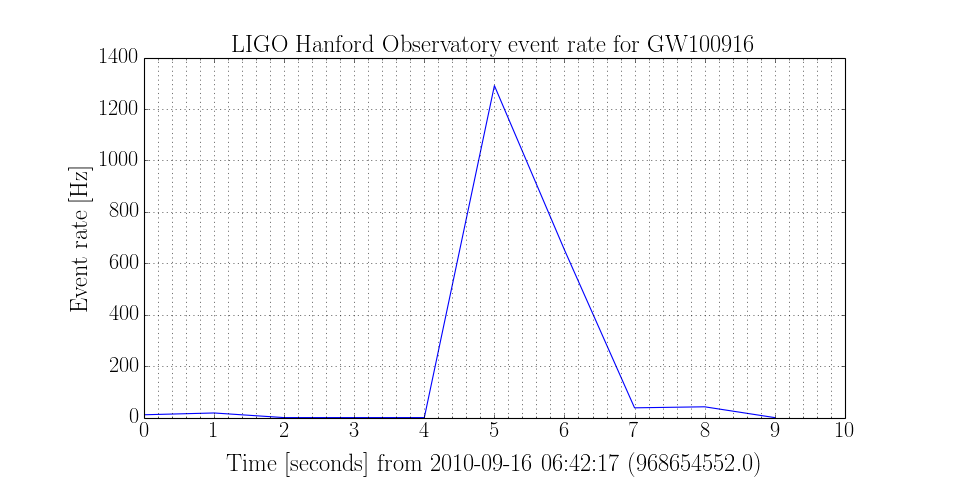 LIGO Hanford Observatory event rate for GW100916
1400
1200
1000
800
600
400
200
0
Event rate [Hz]
0 1 2 3 4 5 6 7 8 9 10
Time [seconds] from 2010-09-16 06:42:17 (968654552.0)